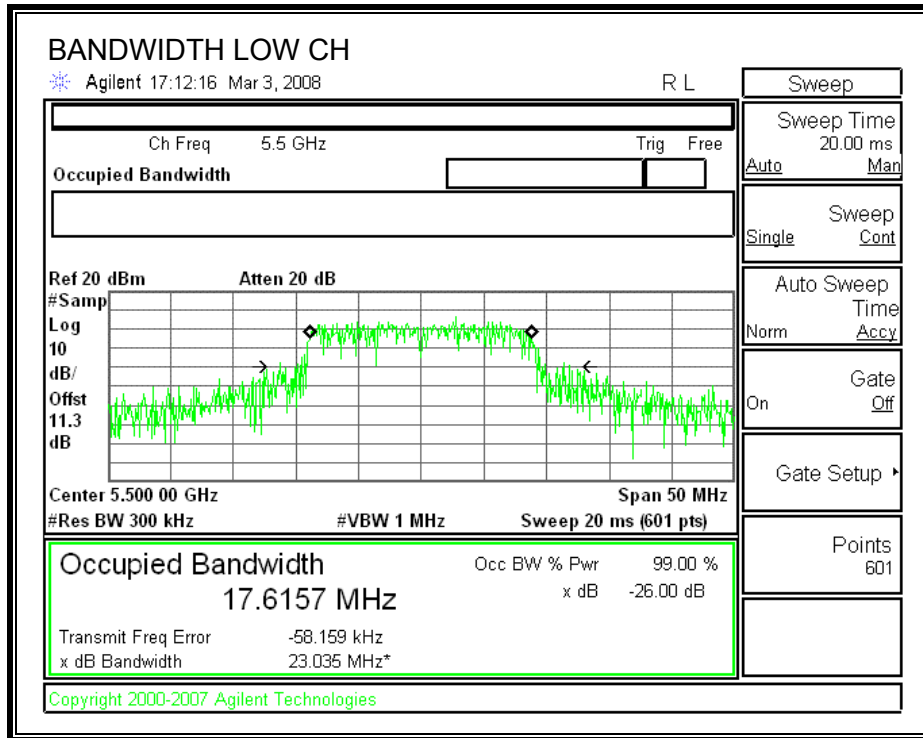 BANDWIDTH LOW CH
Agilent 17:12:16 Mar 3, 2008 R L
Ch Freq 5.5 GHz Trig Free
Occupied Bandwidth
Ref 20 dBm Atten 20 dB
#Samp
Log
10
dB/
Offst
11.3
dB
Center 5.500 00 GHz Span 50 MHz
#Res BW 300 kHz #VBW 1 MHz Sweep 20 ms (601 pts)
Occupied Bandwidth
17.6157 MHz
Occ BW % Pwr 99.00 %
x dB -26.00 dB
Transmit Freq Error -58.159 kHz
x dB Bandwidth 23.035 MHz*
Copyright 2000-2007 Agilent Technologies
Sweep
Sweep Time
20.00 ms
Auto Man
Sweep
Single Cont
Auto Sweep
Time
Norm Accy
Gate
On Off
Gate Setup
Points
601